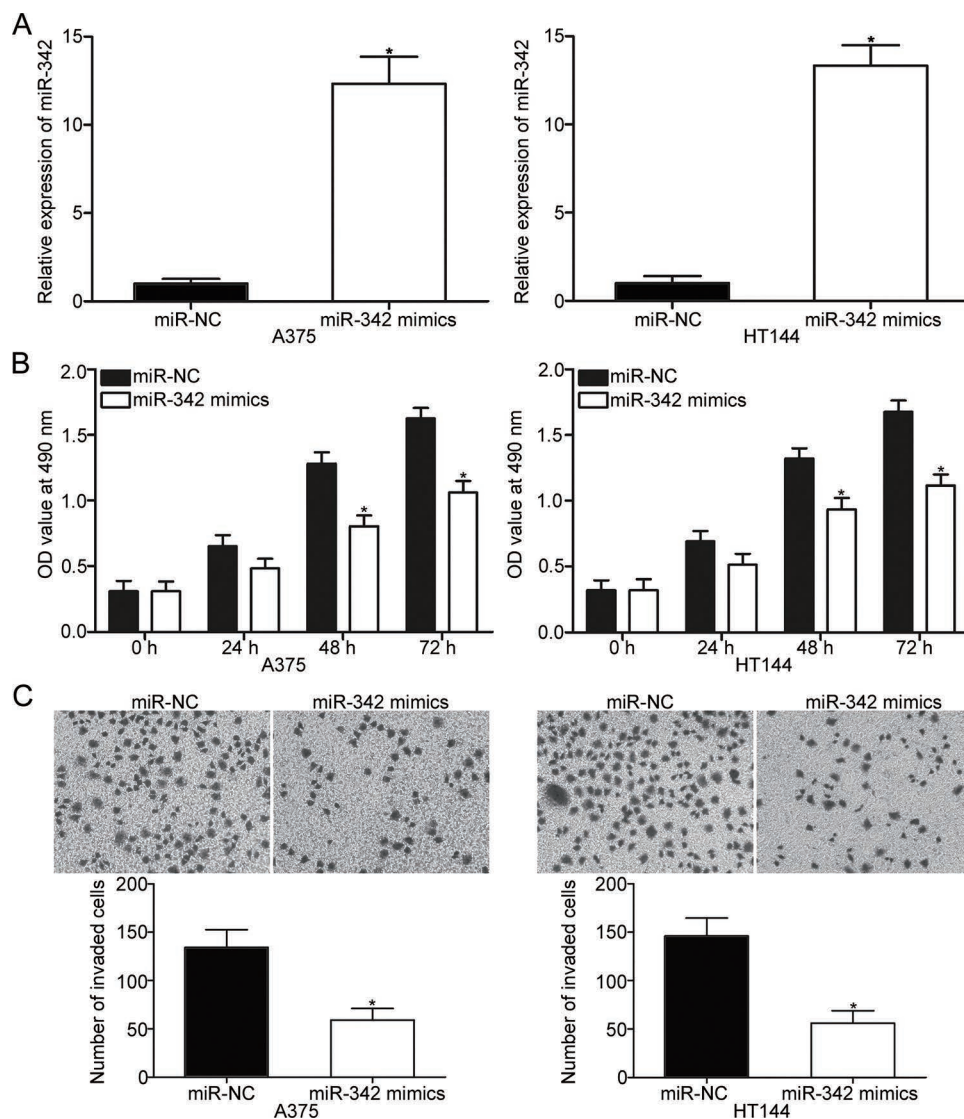 A
Relative expression of miR-342
15
10
5
0
*
miR-NC
miR-342 mimics
A375
Relative expression of miR-342
15
10
5
0
*
miR-NC
miR-342 mimics
HT144
B
OD value at 490 nm
2.0
1.5
1.0
0.5
0.0
miR-NC
miR-342 mimics
*
*
0 h
24 h
48 h
72 h
A375
OD value at 490 nm
2.0
1.5
1.0
0.5
0.0
miR-NC
miR-342 mimics
*
*
0 h
24 h
48 h
72 h
HT144
C
miR-NC
miR-342 mimics
miR-NC
miR-342 mimics
Number of invaded cells
200
150
100
50
0
*
miR-NC
miR-342 mimics
A375
Number of invaded cells
200
150
100
50
0
*
miR-NC
miR-342 mimics
HT144